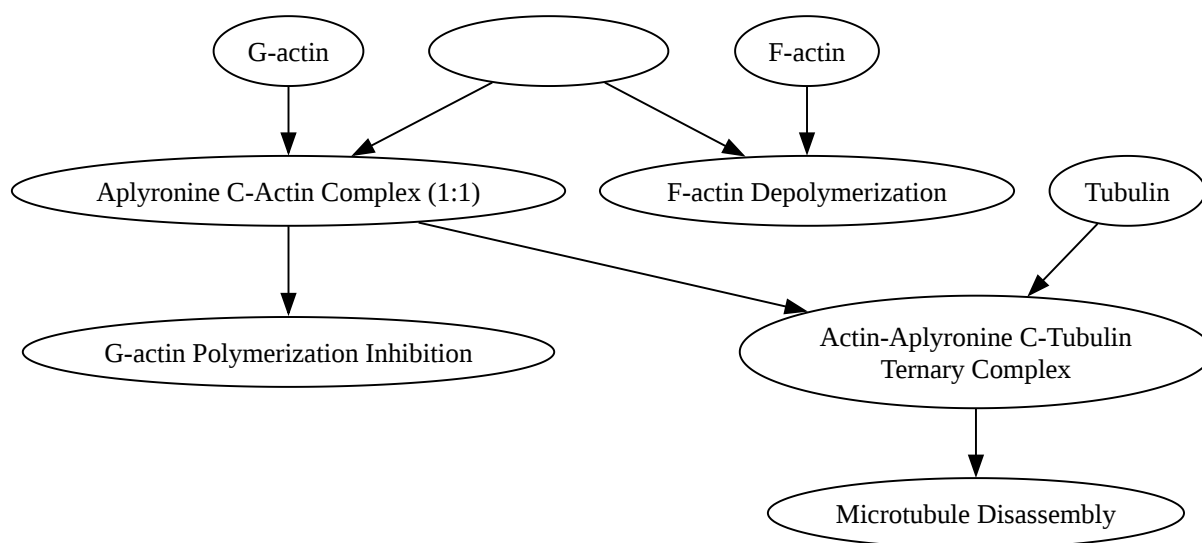 G-actin
F-actin
Aplyronine C-Actin Complex (1:1)
F-actin Depolymerization
Tubulin
G-actin Polymerization Inhibition
Actin-Aplyronine C-Tubulin
Ternary Complex
Microtubule Disassembly